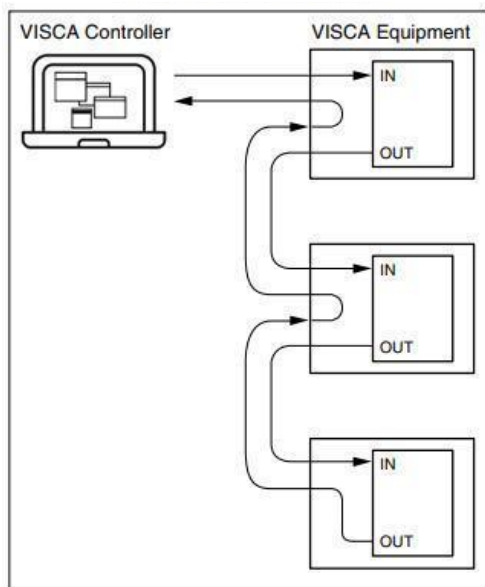 VISCA Controller
VISCA Equipment
IN
OUT
IN
OUT
IN
OUT